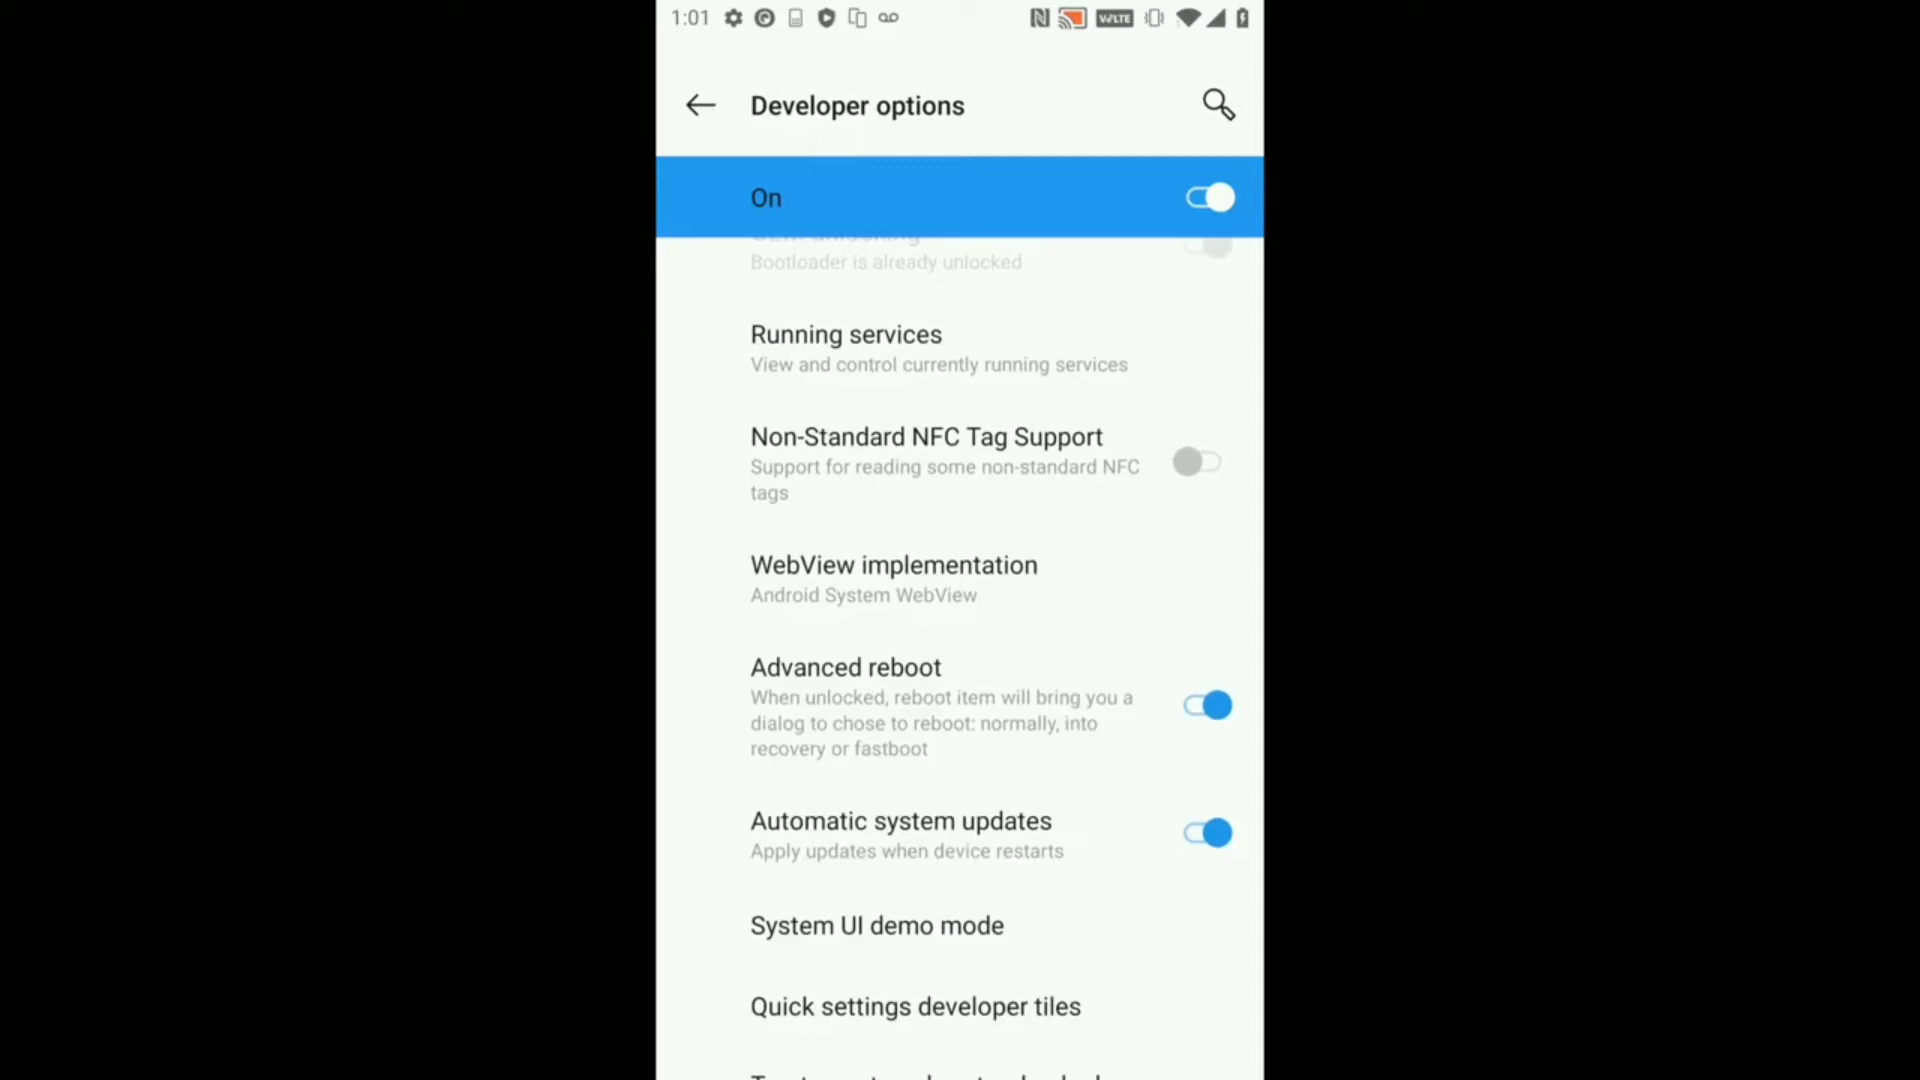 1:01
VoLTE
Developer options
On
Bootloader is already unlocked
Running services
View and control currently running services
Non-Standard NFC Tag Support
Support for reading some non-standard NFC
tags
WebView implementation
Android System WebView
Advanced reboot
When unlocked, reboot item will bring you a
dialog to chose to reboot: normally, into
recovery or fastboot
Automatic system updates
Apply updates when device restarts
System UI demo mode
Quick settings developer tiles